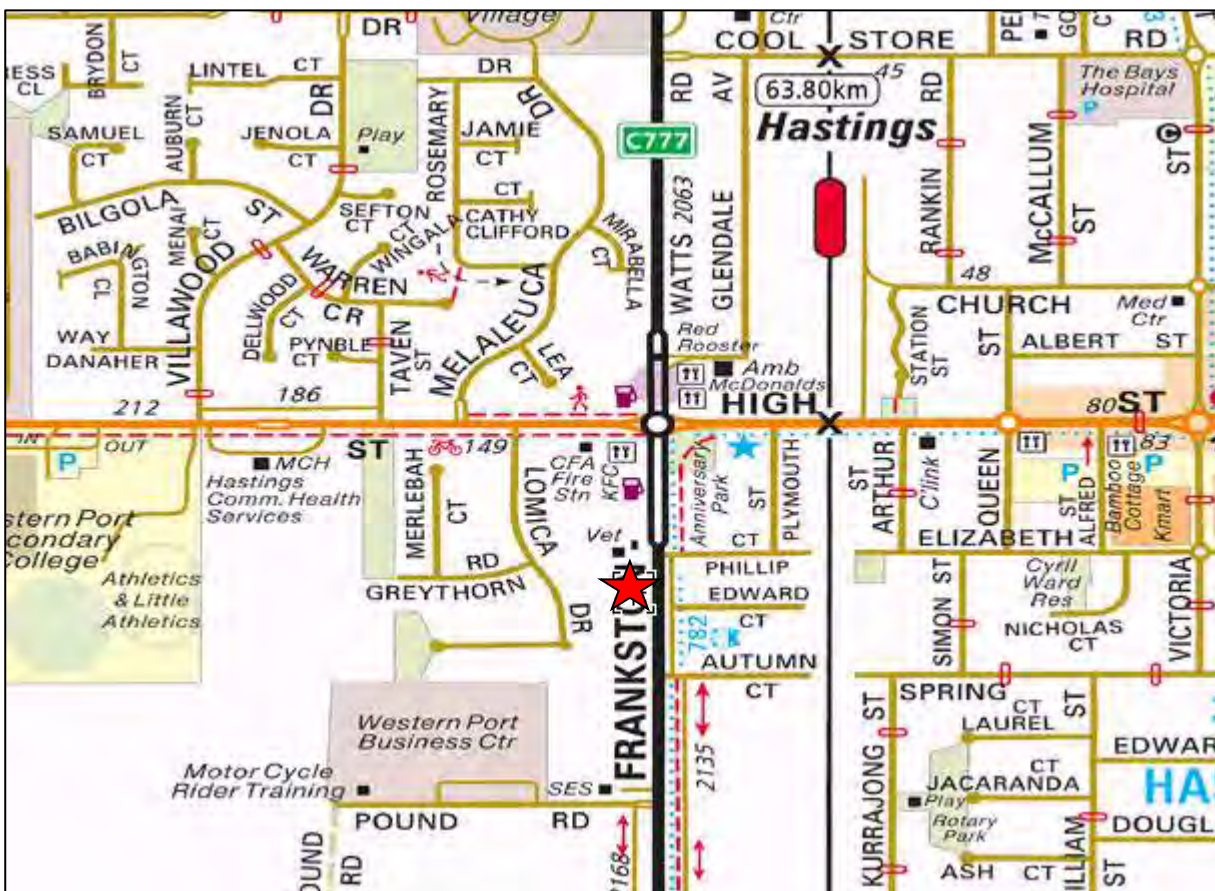 Village
Ctr
DR
COOL STORE RD
45
RESS
CL
BRYDON
CT
LINTEL CT
DR
DR
RD
AV
63.80km
RD
The Bays
Hospital
P
SAMUEL
CT
AUBURN
CT
JENOLA
CT
Play
ROSEMARY
JAMIE
CT
DR
C777
Hastings
McCALLUM
ST
C
ST
BILGOLA
ST
SEFTON
CT
CATHY
CLIFFORD
CT
WATTS 2063
GLENDALE
RANKIN
BABINGTON
CL
MENAI
CT
WINGALA
CT
MIRABELLA
CT
VILLAWOOD
WARREN
CR
48
CHURCH
WAY
DANAHER
DELLWOOD
CT
PYNBLE
CT
TAVEN
ST
MELALEUCA
LEA
CT
Red
Rooster
Amb
McDonalds
STATION
ST
ST
ALBERT ST
Med
Ctr
212
186
HIGH
80
ST
IN
OUT
P
MCH
Hastings
Comm. Health
Services
ST
149
CFA
Fire
Stn
KFC
Anniversary
Park
ST
PLYMOUTH
ST
ARTHUR
C'link
QUEEN
P
ST
ALFRED
Bamboo
Cottage
83
P
Kmart
stern Port
condary
College
MERLEBAH
CT
LOMICA
DR
Vet
CT
PHILLIP
ELIZABETH
Athletics
& Little
Athletics
GREYTHORN
RD
EDWARD
CT
SIMON ST
Cyril
Ward
Res
NICHOLAS
CT
VICTORIA
782
AUTUMN
CT
FRANKSTO
Western Port
Business Ctr
SPRING
CT
LAUREL
ST
KURRAJONG ST
EDWAR
Motor Cycle
Rider Training
SES
2135
CT
JACARANDA
Play
Rotary
Park
HA
POUND RD
DOUGL
OUND
RD
2168
ASH CT
LLIAM
ST